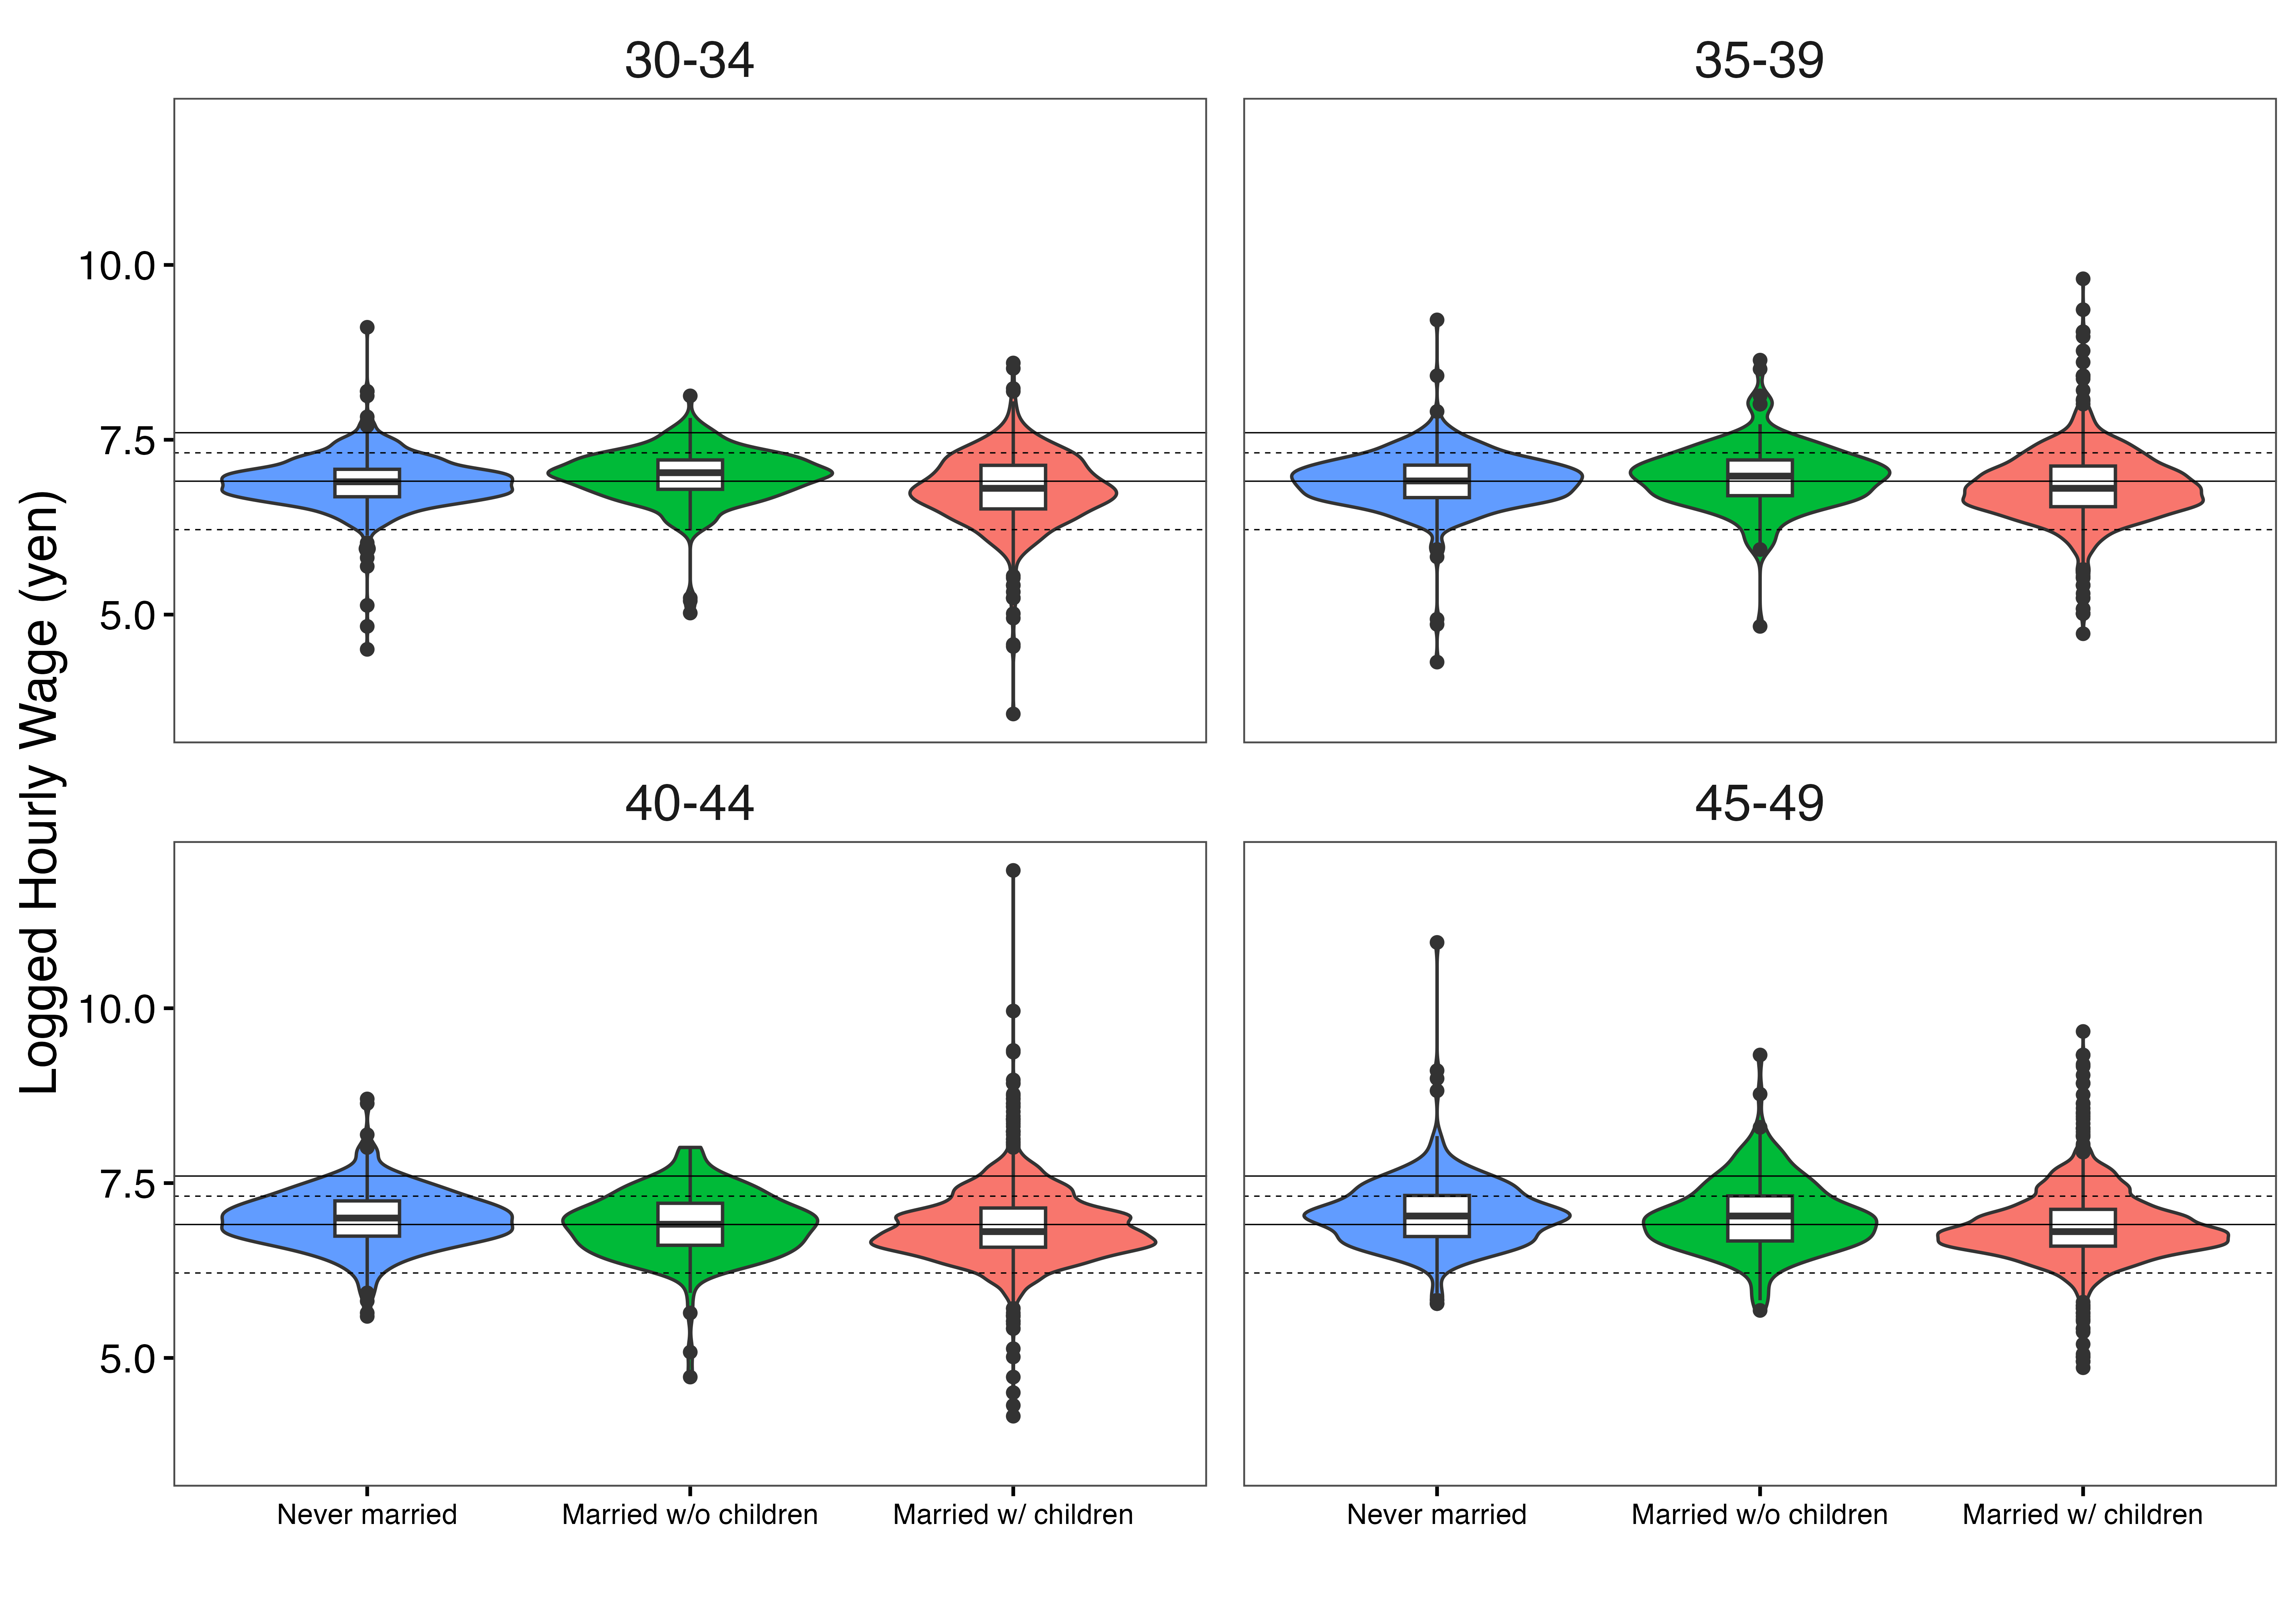 30-34
35-39
10.0
7.5
5.0
40-44
45-49
Logged Hourly Wage (yen)
10.0
7.5
5.0
Never married
Married w/o children
Married w/ children
Never married
Married w/o children
Married w/ children